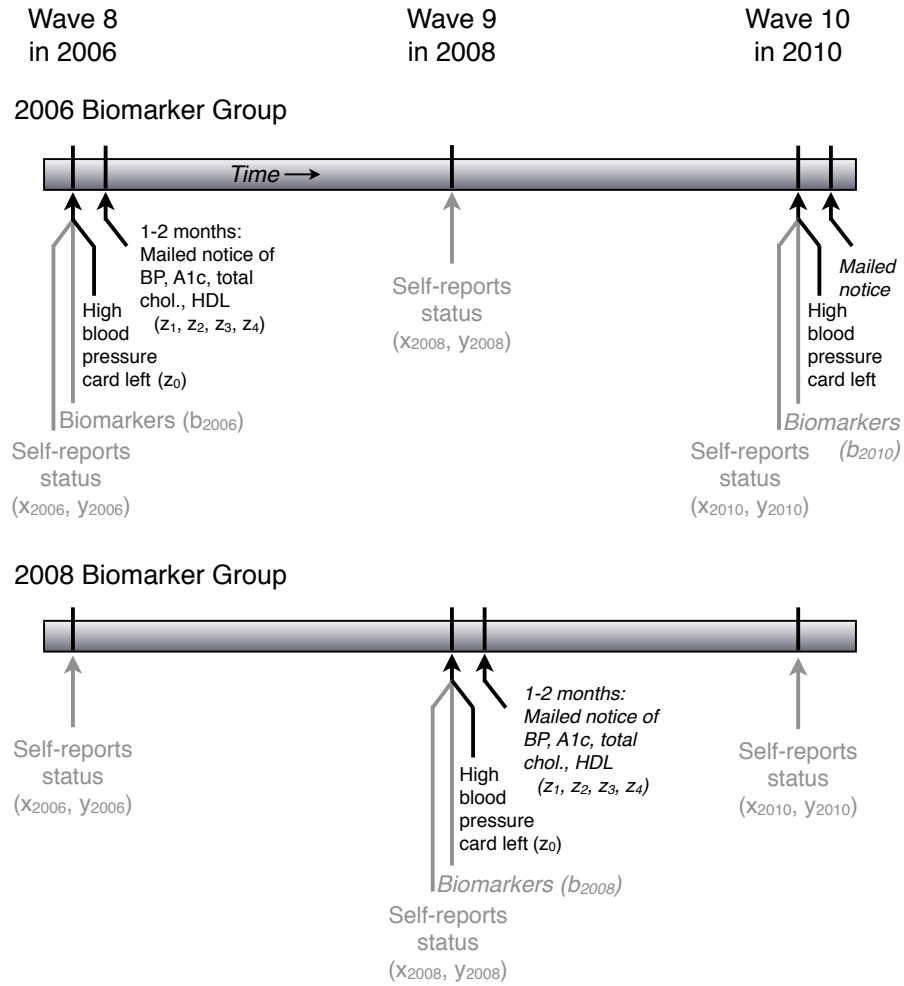 Wave 8
in 2006
Wave 9
in 2008
Wave 10
in 2010
2006 Biomarker Group
Time
1-2 months:
Mailed notice of
BP, A1c, total
chol., HDL
(z₁, z₂, z₃, z₄)
High
blood
pressure
card left (z₀)
Biomarkers (b₂₀₀₆)
Self-reports
status
(x₂₀₀₆, y₂₀₀₆)
Self-reports
status
(x₂₀₀₈, y₂₀₀₈)
Mailed
notice
High
blood
pressure
card left
Biomarkers
(b₂₀₁₀)
Self-reports
status
(x₂₀₁₀, y₂₀₁₀)
2008 Biomarker Group
Self-reports
status
(x₂₀₀₆, y₂₀₀₆)
1-2 months:
Mailed notice of
BP, A1c, total
chol., HDL
(z₁, z₂, z₃, z₄)
High
blood
pressure
card left (z₀)
Biomarkers (b₂₀₀₈)
Self-reports
status
(x₂₀₀₈, y₂₀₀₈)
Self-reports
status
(x₂₀₁₀, y₂₀₁₀)